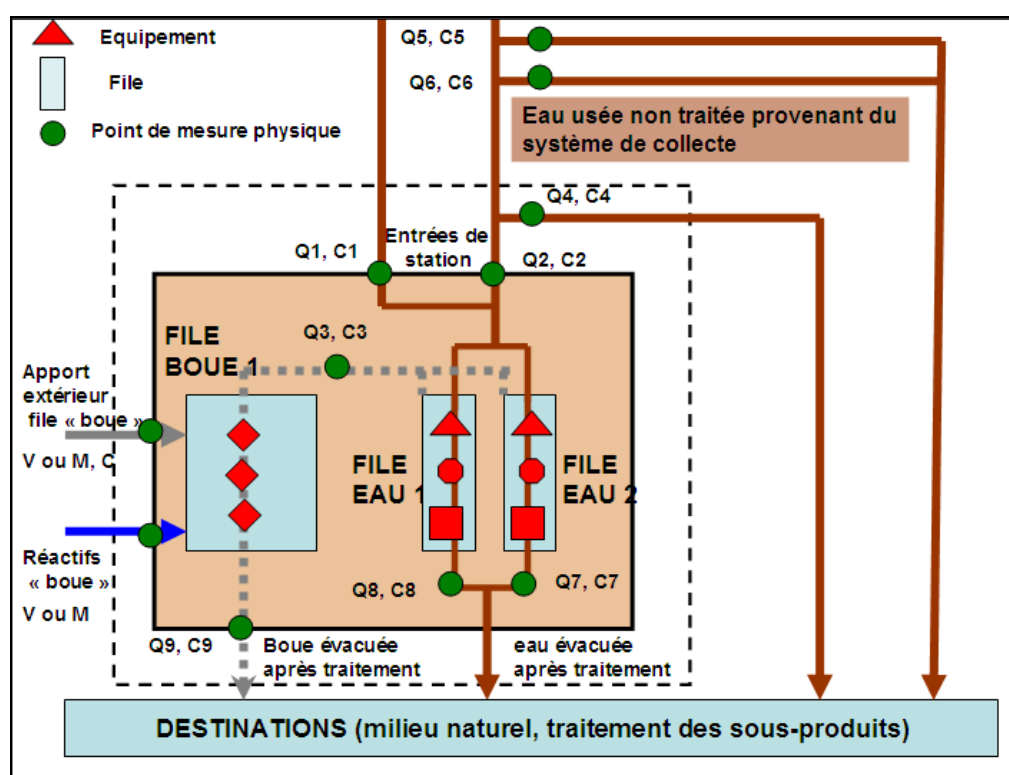 Equipement
File
Point de mesure physique
Q5, C5
Q6, C6
Eau usée non traitée provenant du
système de collecte
Q4, C4
Q1, C1
Entrées de
station
Q2, C2
FILE
BOUE 1
Q3, C3
Apport
extérieur
file « boue »
V ou M, C
FILE
EAU 1
FILE
EAU 2
Réactifs
« boue »
V ou M
Q8, C8
Q7, C7
Q9, C9
Boue évacuée
après traitement
eau évacuée
après traitement
DESTINATIONS (milieu naturel, traitement des sous-produits)